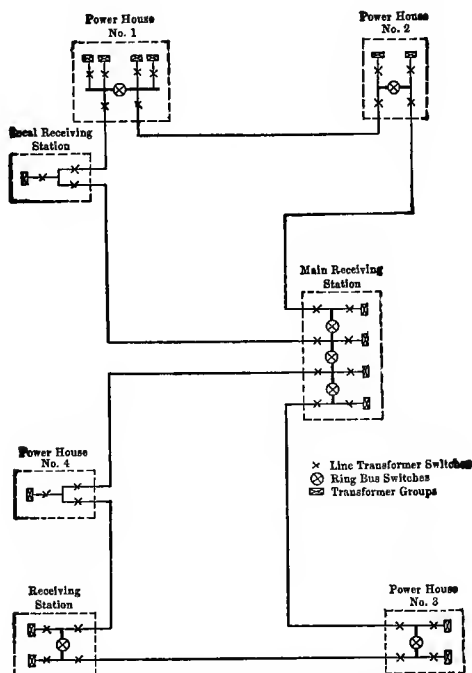 Power House
No. 1
Power House
No. 2
Local Receiving
Station
Main Receiving
Station
Power House
No. 4
Line Transformer Switches
Ring Bus Switches
Transformer Groups
Receiving
Station
Power House
No. 3